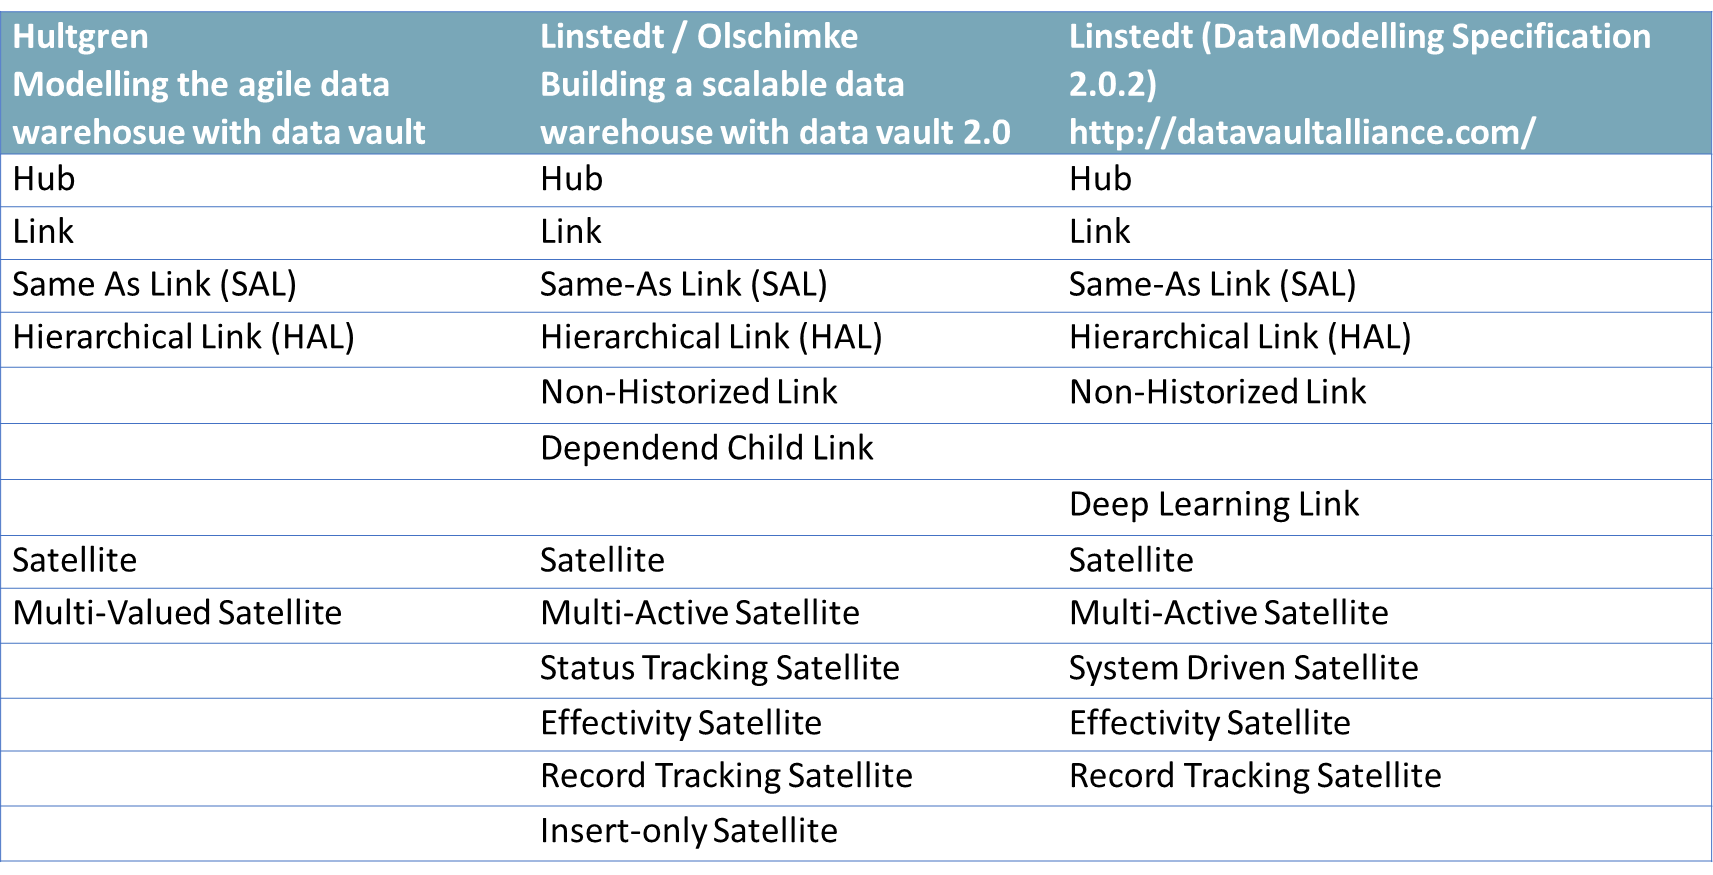 Hultgren
Modelling the agile data
warehosue with data vault
Linstedt / Olschimke
Building a scalable data
warehouse with data vault 2.0
Linstedt (DataModelling Specification
2.0.2)
http://datavaultalliance.com/
Hub Hub Hub
Link Link Link
Same As Link (SAL) Same-As Link (SAL) Same-As Link (SAL)
Hierarchical Link (HAL) Hierarchical Link (HAL) Hierarchical Link (HAL)
Non-Historized Link Non-Historized Link
Dependend Child Link
Deep Learning Link
Satellite Satellite Satellite
Multi-Valued Satellite Multi-Active Satellite Multi-Active Satellite
Status Tracking Satellite System Driven Satellite
Effectivity Satellite Effectivity Satellite
Record Tracking Satellite Record Tracking Satellite
Insert-only Satellite